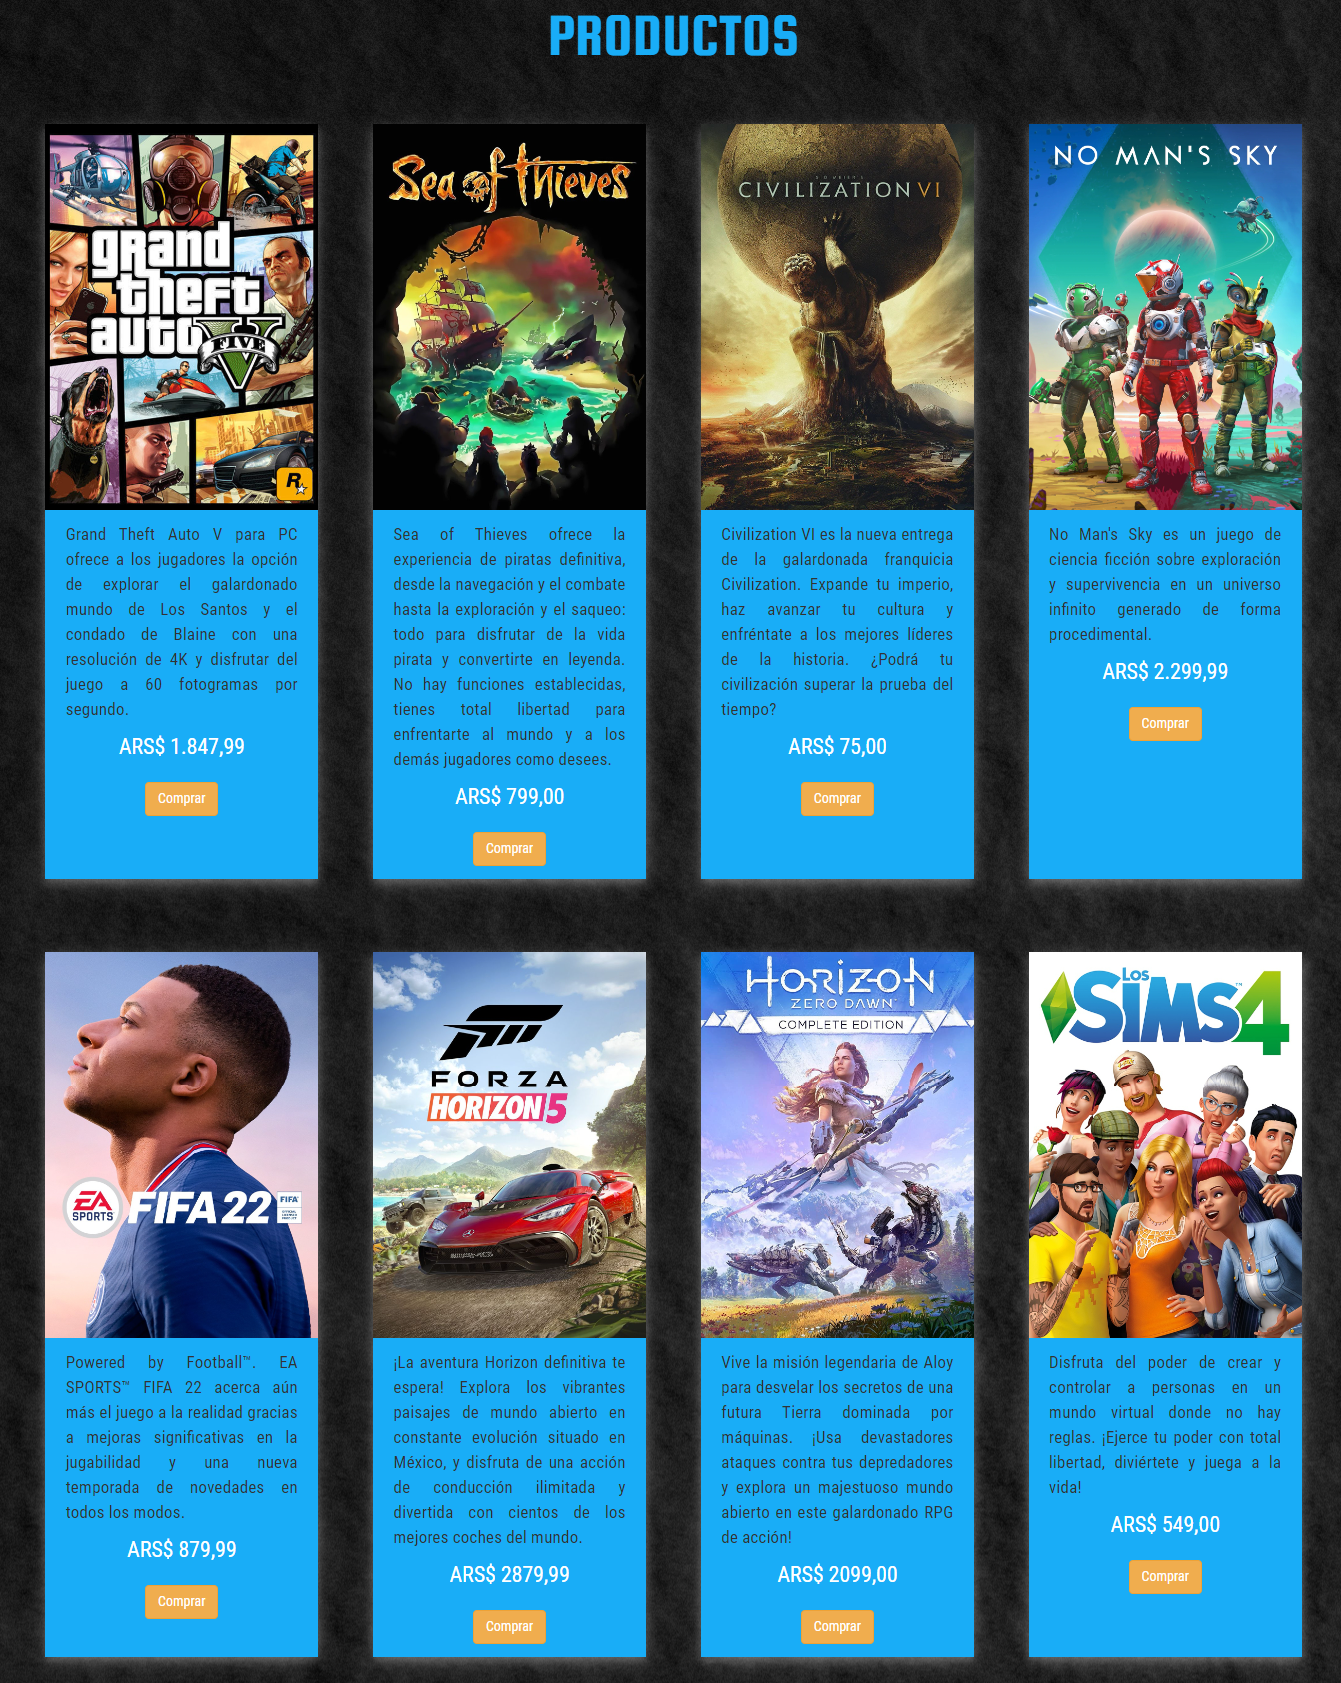 PRODUCTOS
grand
theft
auto
FIVE
R
Sea of Thieves
CIVILIZATION VI
NO MAN'S SKY
Grand Theft Auto V para PC
ofrece a los jugadores la opción
de explorar el galardonado
mundo de Los Santos y el
condado de Blaine con una
resolución de 4K y disfrutar del
juego a 60 fotogramas por
segundo.
ARS$ 1.847,99
Comprar
Sea of Thieves ofrece la
experiencia de piratas definitiva,
desde la navegación y el combate
hasta la exploración y el saqueo:
todo para disfrutar de la vida
pirata y convertirte en leyenda.
No hay funciones establecidas,
tienes total libertad para
enfrentarte al mundo y a los
demás jugadores como desees.
ARS$ 799,00
Comprar
Civilization VI es la nueva entrega
de la galardonada franquicia
Civilization. Expande tu imperio,
haz avanzar tu cultura y
enfréntate a los mejores líderes
de la historia. ¿Podrá tu
civilización superar la prueba del
tiempo?
ARS$ 75,00
Comprar
No Man's Sky es un juego de
ciencia ficción sobre exploración
y supervivencia en un universo
infinito generado de forma
procedimental.
ARS$ 2.299,99
Comprar
EA
SPORTS
FIFA 22
FIFA
FORZA
HORIZON 5
HORIZON
ZERO DAWN
COMPLETE EDITION
LOS
SIMS 4
Powered by Football™. EA
SPORTS™ FIFA 22 acerca aún
más el juego a la realidad gracias
a mejoras significativas en la
jugabilidad y una nueva
temporada de novedades en
todos los modos.
ARS$ 879,99
Comprar
¡La aventura Horizon definitiva te
espera! Explora los vibrantes
paisajes de mundo abierto en
constante evolución situado en
México, y disfruta de una acción
de conducción ilimitada y
divertida con cientos de los
mejores coches del mundo.
ARS$ 2879,99
Comprar
Vive la misión legendaria de Aloy
para desvelar los secretos de una
futura Tierra dominada por
máquinas. ¡Usa devastadores
ataques contra tus depredadores
y explora un majestuoso mundo
abierto en este galardonado RPG
de acción!
ARS$ 2099,00
Comprar
Disfruta del poder de crear y
controlar a personas en un
mundo virtual donde no hay
reglas. ¡Ejerce tu poder con total
libertad, diviértete y juega a la
vida!
ARS$ 549,00
Comprar